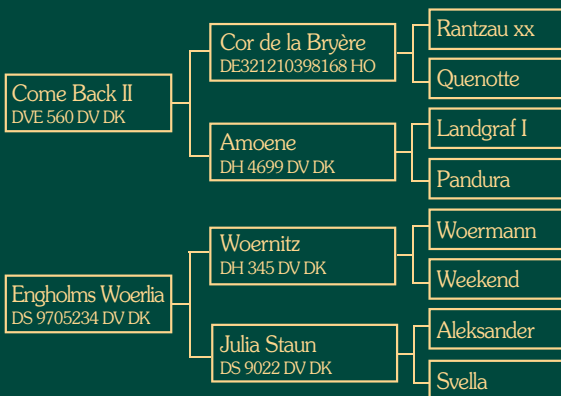 Come Back II
DVE 560 DV DK
Engholms Woerlia
DS 9705234 DV DK
Cor de la Bryère
DE321210398168 HO
Amoene
DH 4699 DV DK
Woernitz
DH 345 DV DK
Julia Staun
DS 9022 DV DK
Rantzau xx
Quenotte
Landgraf I
Pandura
Woermann
Weekend
Aleksander
Svella